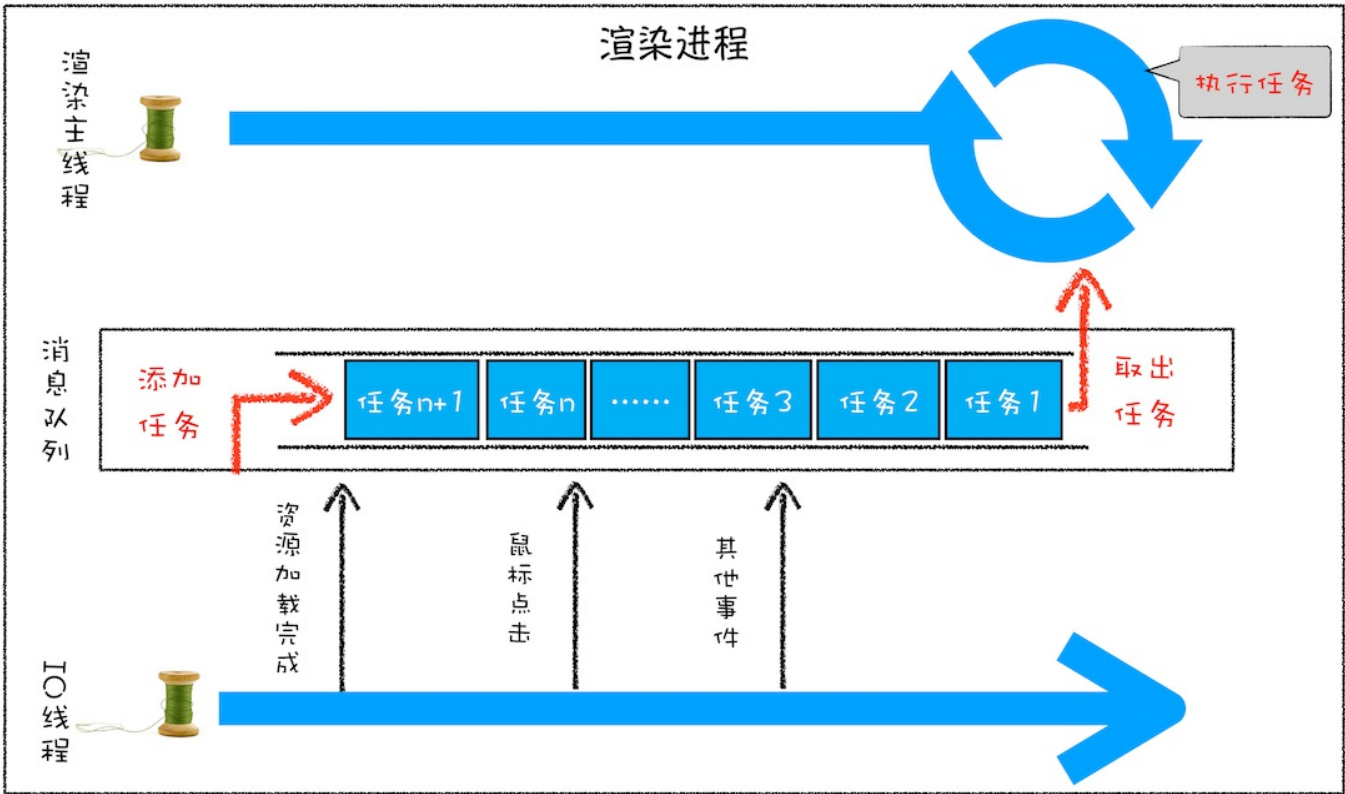 渲染进程
渲染主线程
执行任务
消息队列
添加
任务
任务n+1
任务n
......
任务3
任务2
任务1
取出
任务
资源加载完成
鼠标点击
其他事件
IO线程